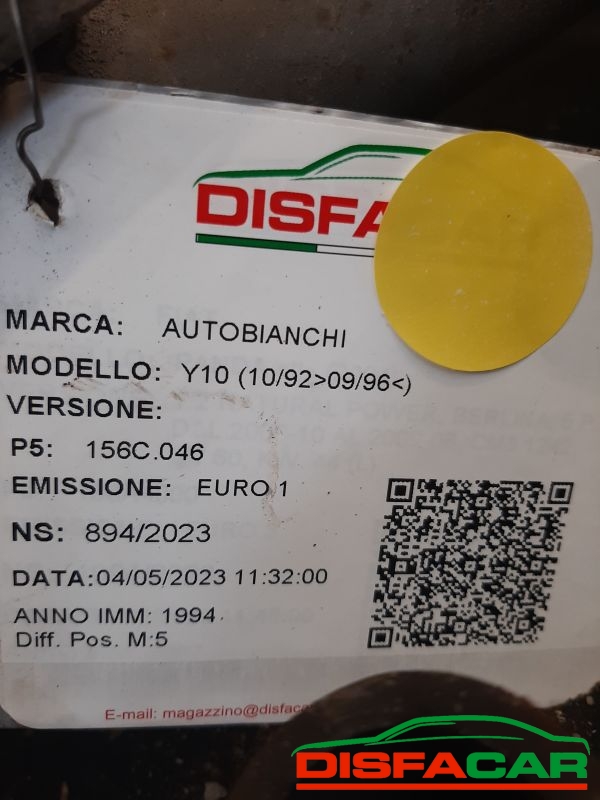 DISFA
MARCA: AUTOBIANCHI
MODELLO: Y10 (10/92>09/96<)
VERSIONE:
P5: 156C.046
EMISSIONE: EURO 1
NS: 894/2023
DATA:04/05/2023 11:32:00
ANNO IMM: 1994
Diff. Pos. M:5
E-mail: magazzino@disfaca
DISFACAR